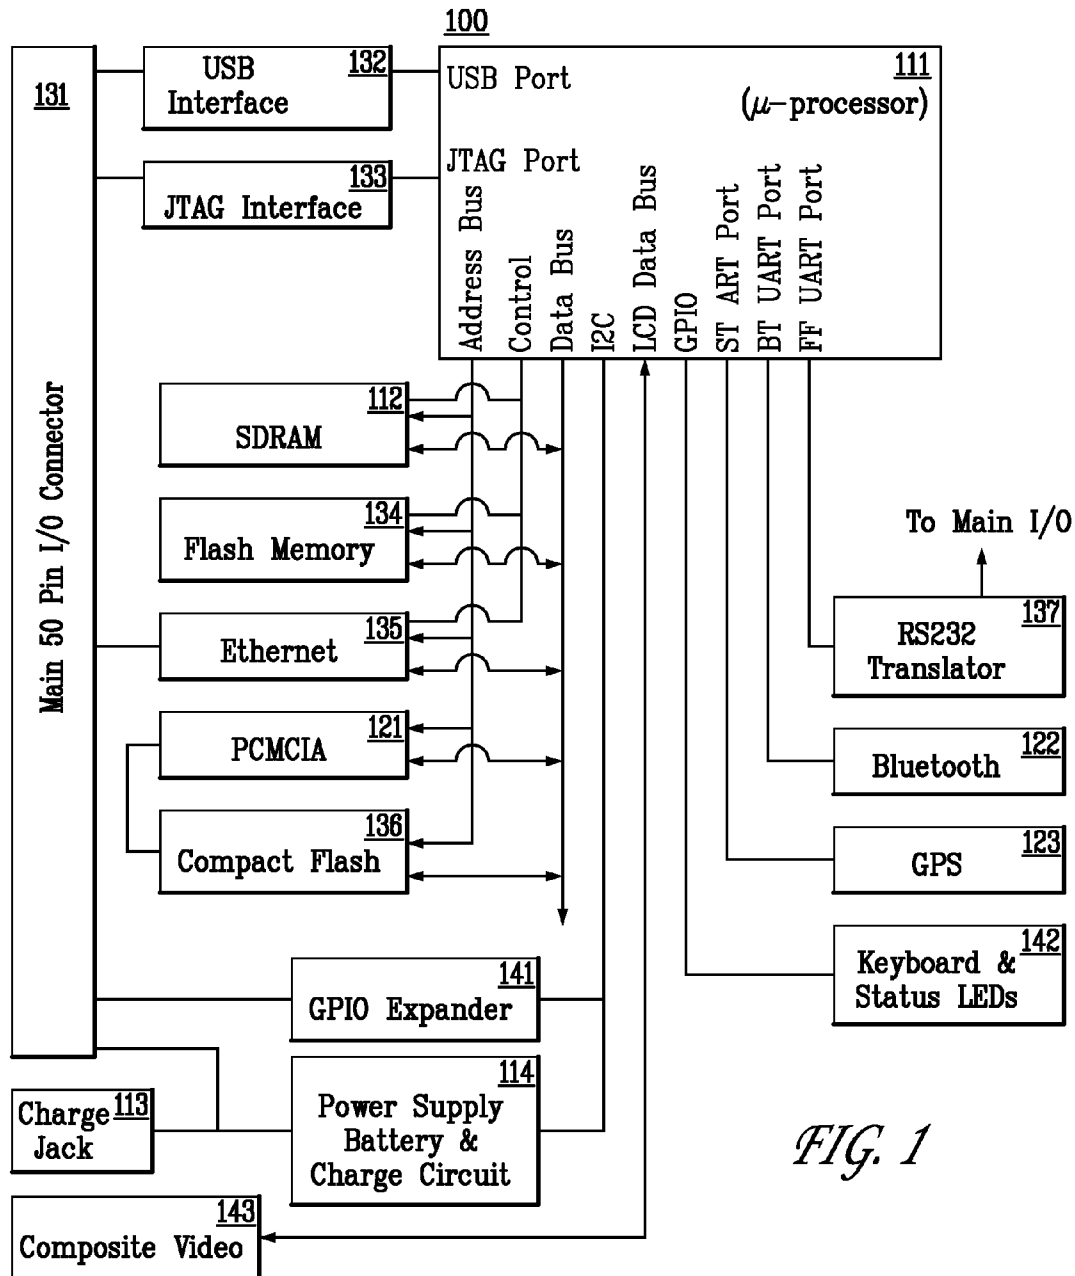 100
131
USB
Interface
132
USB Port
111
(μ-processor)
JTAG Interface
133
JTAG Port
Address Bus
Control
Data Bus
I2C
LCD Data Bus
GPIO
ST ART Port
BT UART Port
FF UART Port
Main 50 Pin I/O Connector
112
SDRAM
134
Flash Memory
135
Ethernet
121
PCMCIA
136
Compact Flash
To Main I/O
137
RS232
Translator
122
Bluetooth
123
GPS
142
Keyboard &
Status LEDs
141
GPIO Expander
114
Power Supply
Battery &
Charge Circuit
Charge 113
Jack
143
Composite Video
FIG. 1